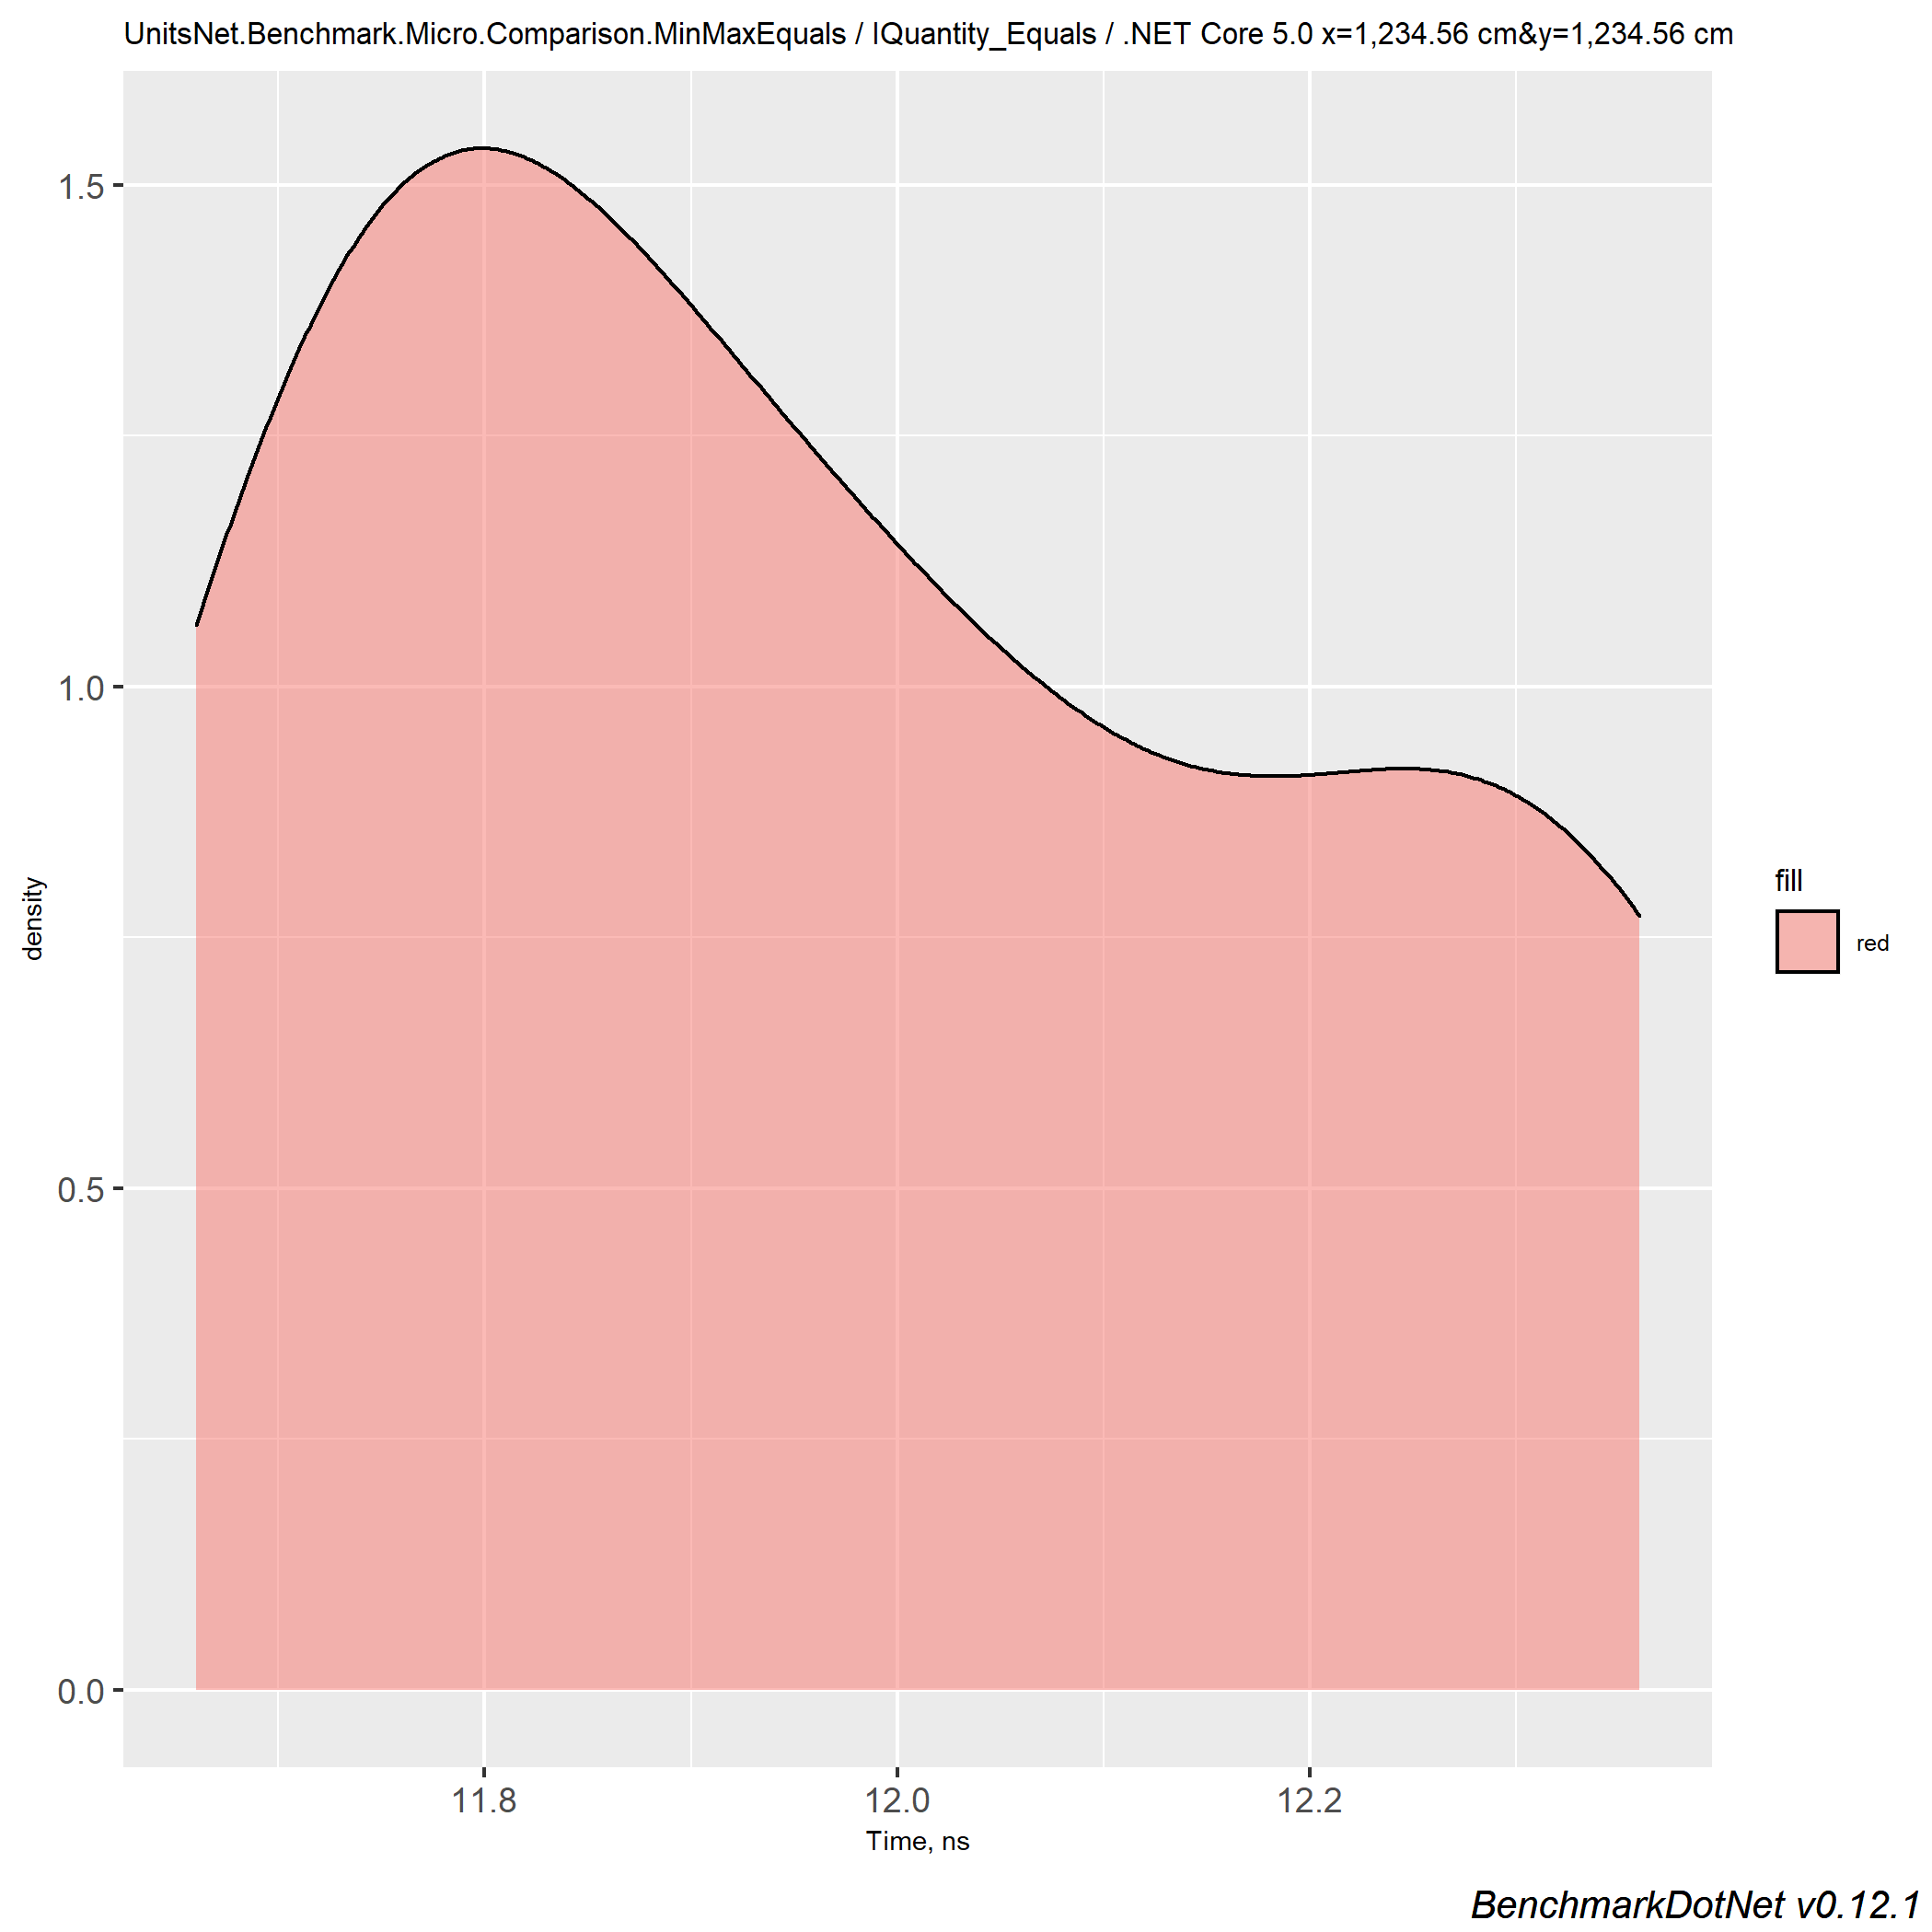 UnitsNet.Benchmark.Micro.Comparison.MinMaxEquals / IQuantity_Equals / .NET Core 5.0 x=1,234.56 cm&y=1,234.56 cm
1.5
1.0
0.5
0.0
density
11.8 12.0 12.2
Time, ns
fill
red
BenchmarkDotNet v0.12.1